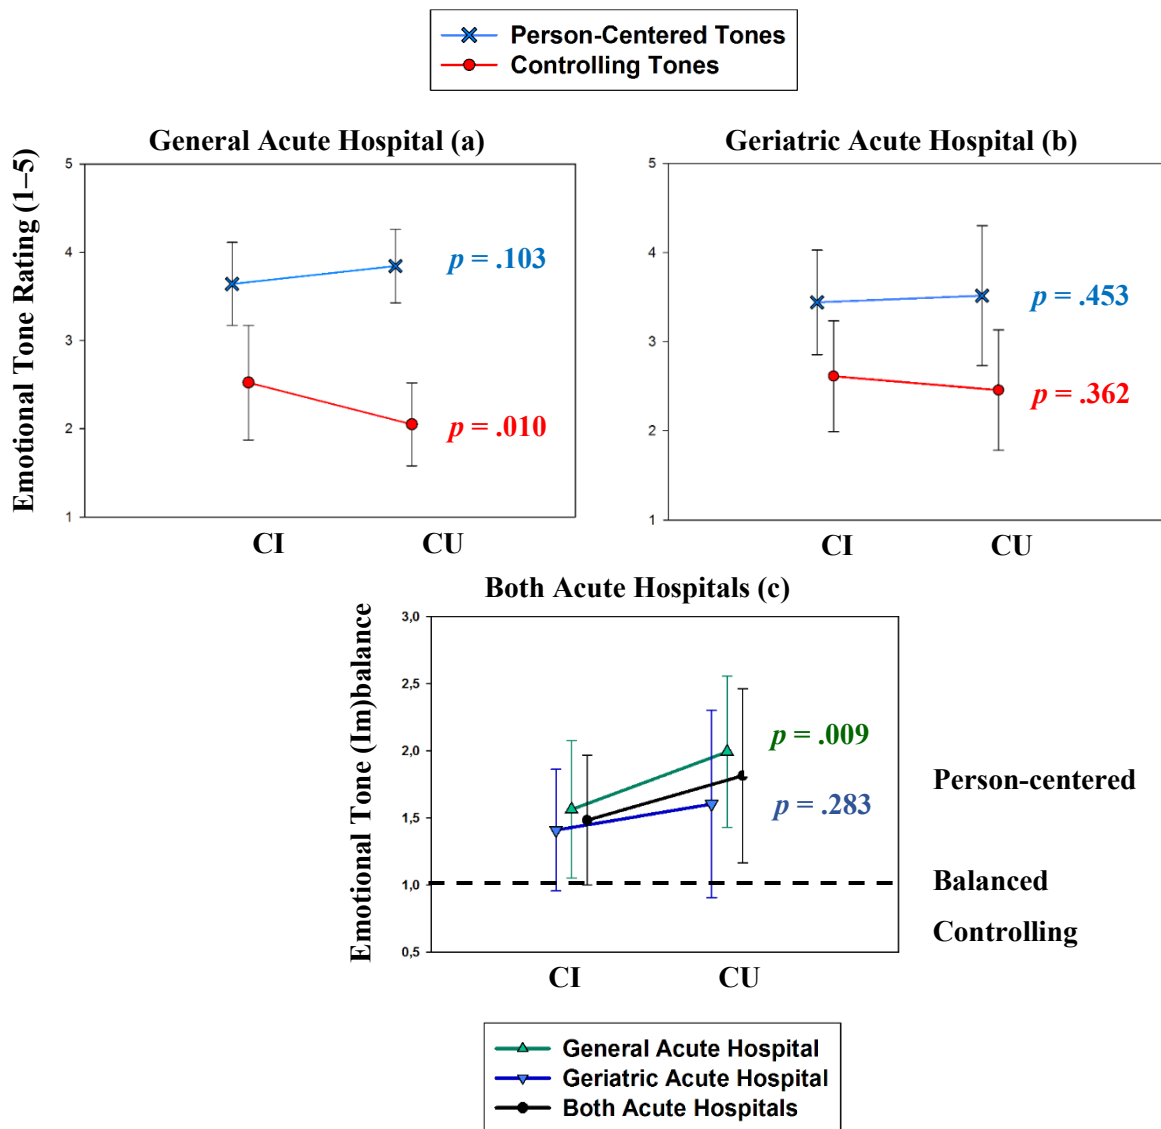 Person-Centered Tones
Controlling Tones
General Acute Hospital (a)
Geriatric Acute Hospital (b)
Emotional Tone Rating (1–5)
5
4
3
2
1
p = .103
p = .010
CI
CU
5
4
3
2
1
p = .453
p = .362
CI
CU
Both Acute Hospitals (c)
Emotional Tone (Im)balance
3,0
2,5
2,0
1,5
1,0
0,5
p = .009
p = .283
Person-centered
Balanced
Controlling
CI
CU
General Acute Hospital
Geriatric Acute Hospital
Both Acute Hospitals